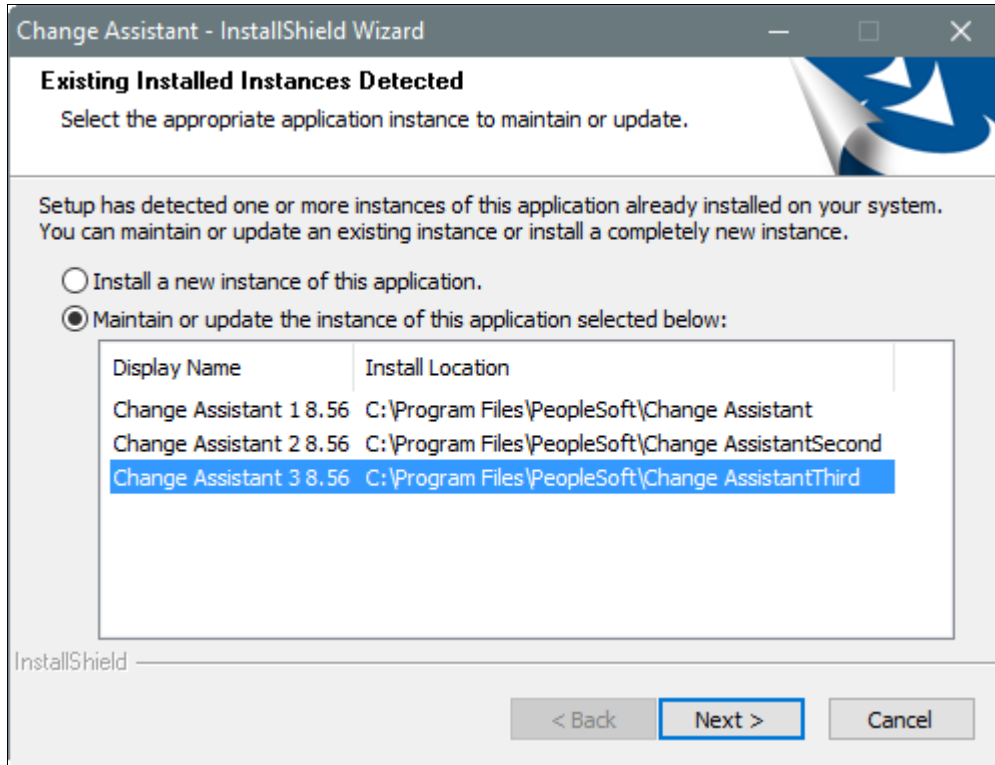 Change Assistant - InstallShield Wizard
Existing Installed Instances Detected
Select the appropriate application instance to maintain or update.
Setup has detected one or more instances of this application already installed on your system.
You can maintain or update an existing instance or install a completely new instance.
Install a new instance of this application.
Maintain or update the instance of this application selected below:
Display Name Install Location
Change Assistant 1 8.56 C:\Program Files\PeopleSoft\Change Assistant
Change Assistant 2 8.56 C:\Program Files\PeopleSoft\Change AssistantSecond
Change Assistant 3 8.56 C:\Program Files\PeopleSoft\Change AssistantThird
InstallShield
< Back Next > Cancel